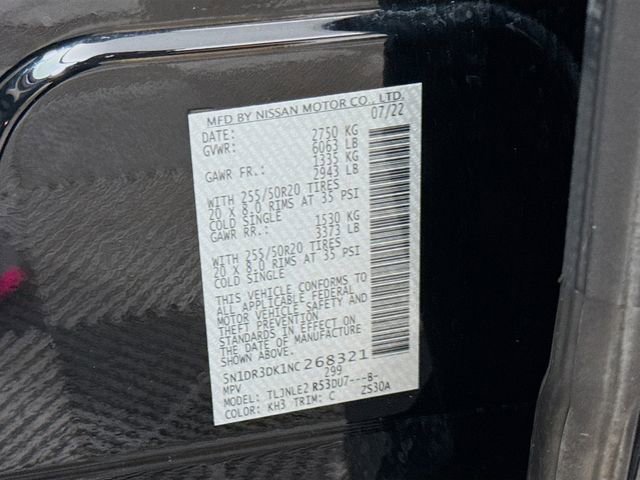 MFD BY NISSAN MOTOR CO., LTD.
DATE: 07/22
GVWR: 2750 KG
6063 LB
GAWR FR.: 1335 KG
2943 LB
WITH 255/50R20 TIRES
20 X 8.0 RIMS AT 35 PSI
COLD SINGLE
GAWR RR.: 1530 KG
3373 LB
WITH 255/50R20 TIRES
20 X 8.0 RIMS AT 35 PSI
COLD SINGLE
THIS VEHICLE CONFORMS TO
ALL APPLICABLE FEDERAL
MOTOR VEHICLE SAFETY AND
THEFT PREVENTION
STANDARDS IN EFFECT ON
THE DATE OF MANUFACTURE
SHOWN ABOVE.
5N1DR3DK1NC268321
MPV 299
MODEL: TLJNLE2 RS3DU7---B-
COLOR: KH3 TRIM: C ZS30A